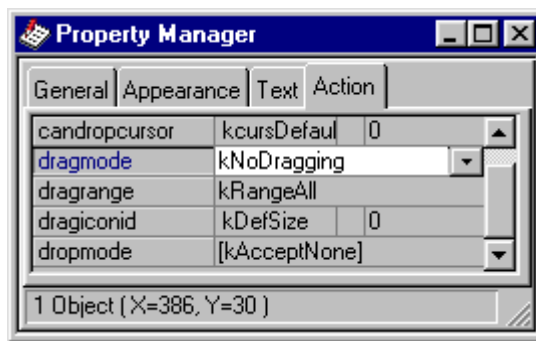 Property Manager
General Appearance Text Action
candropcursor kcursDefaul 0
dragmode kNoDragging
dragrange kRangeAll
dragiconid kDefSize 0
dropmode [kAcceptNone]
1 Object ( X=386, Y=30 )